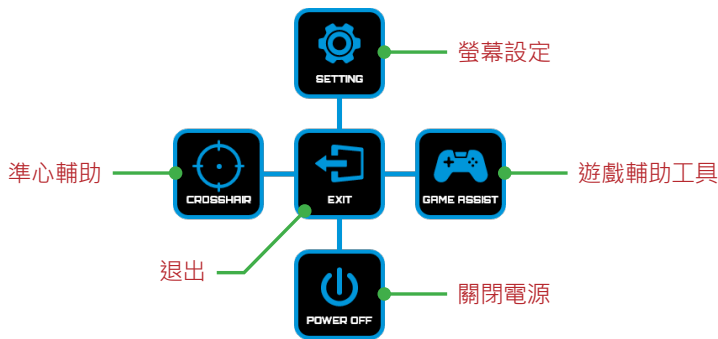 SETTING
螢幕設定
準心輔助
CROSSHAIR
EXIT
GAME ASSIST
遊戲輔助工具
退出
POWER OFF
關閉電源